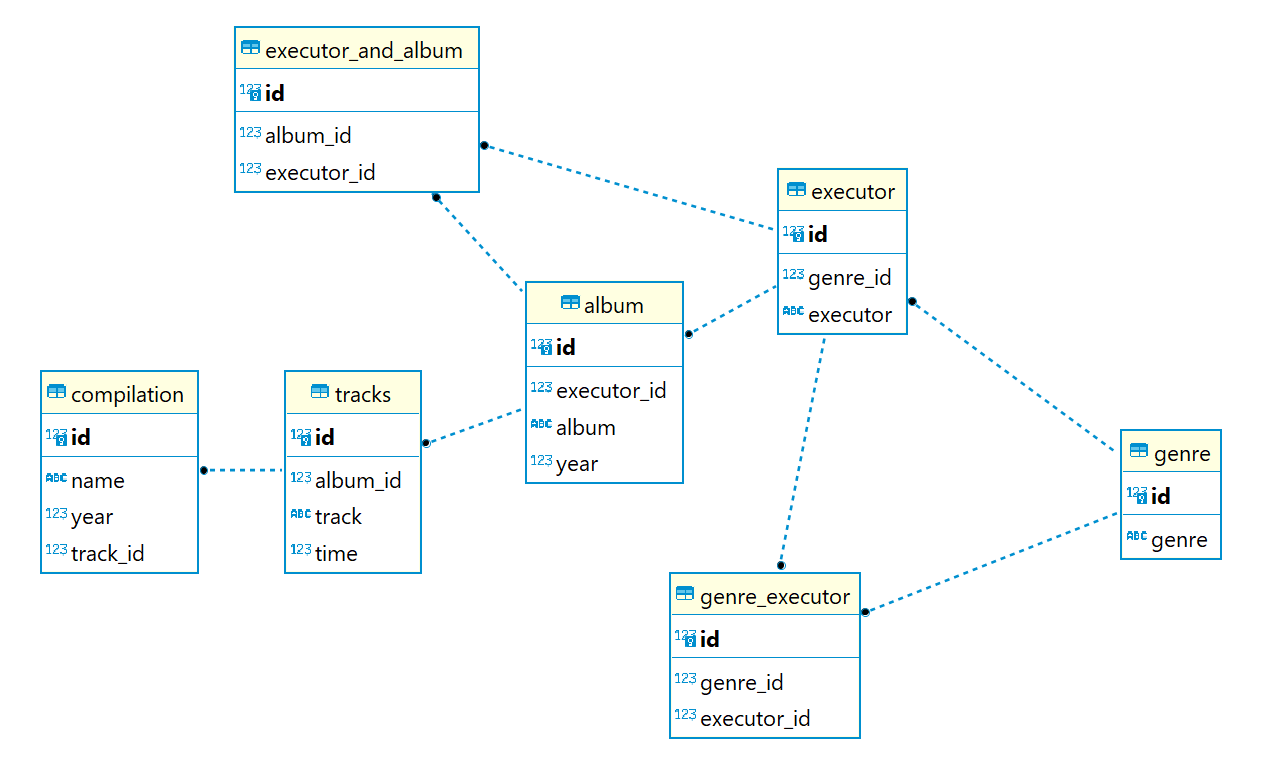 executor_and_album
123 id
123 album_id
123 executor_id
executor
123 id
123 genre_id
ABC executor
album
123 id
123 executor_id
ABC album
123 year
compilation
123 id
ABC name
123 year
123 track_id
tracks
123 id
123 album_id
ABC track
123 time
genre
123 id
ABC genre
genre_executor
123 id
123 genre_id
123 executor_id